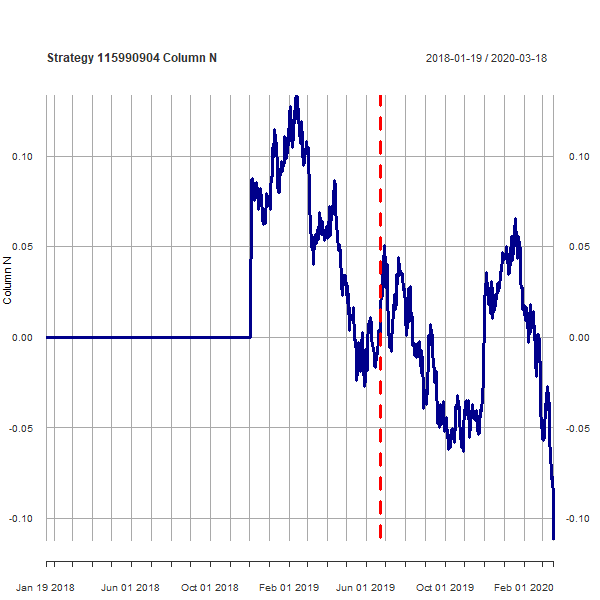 Strategy 115990904 Column N
2018-01-19 / 2020-03-18
0.10
0.10
0.05
0.05
Column N
0.00
0.00
-0.05
-0.05
-0.10
-0.10
Jan 19 2018
Jun 01 2018
Oct 01 2018
Feb 01 2019
Jun 01 2019
Oct 01 2019
Feb 01 2020